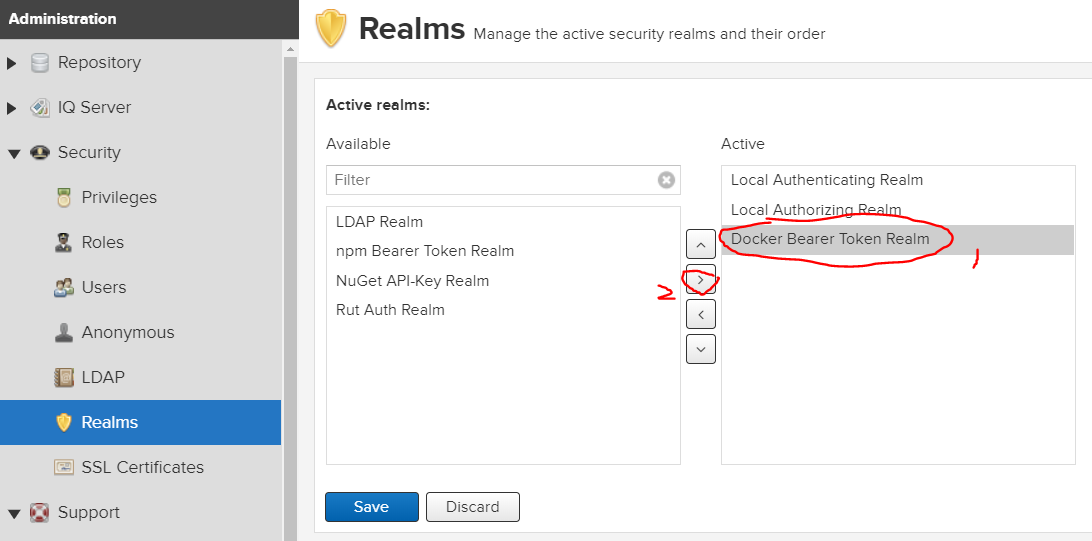 Administration
Repository
IQ Server
Security
Privileges
Roles
Users
Anonymous
LDAP
Realms
SSL Certificates
Support
Realms Manage the active security realms and their order
Active realms:
Available
Filter
LDAP Realm
npm Bearer Token Realm
NuGet API-Key Realm
Rut Auth Realm
2
Active
Local Authenticating Realm
Local Authorizing Realm
Docker Bearer Token Realm
1
Save
Discard